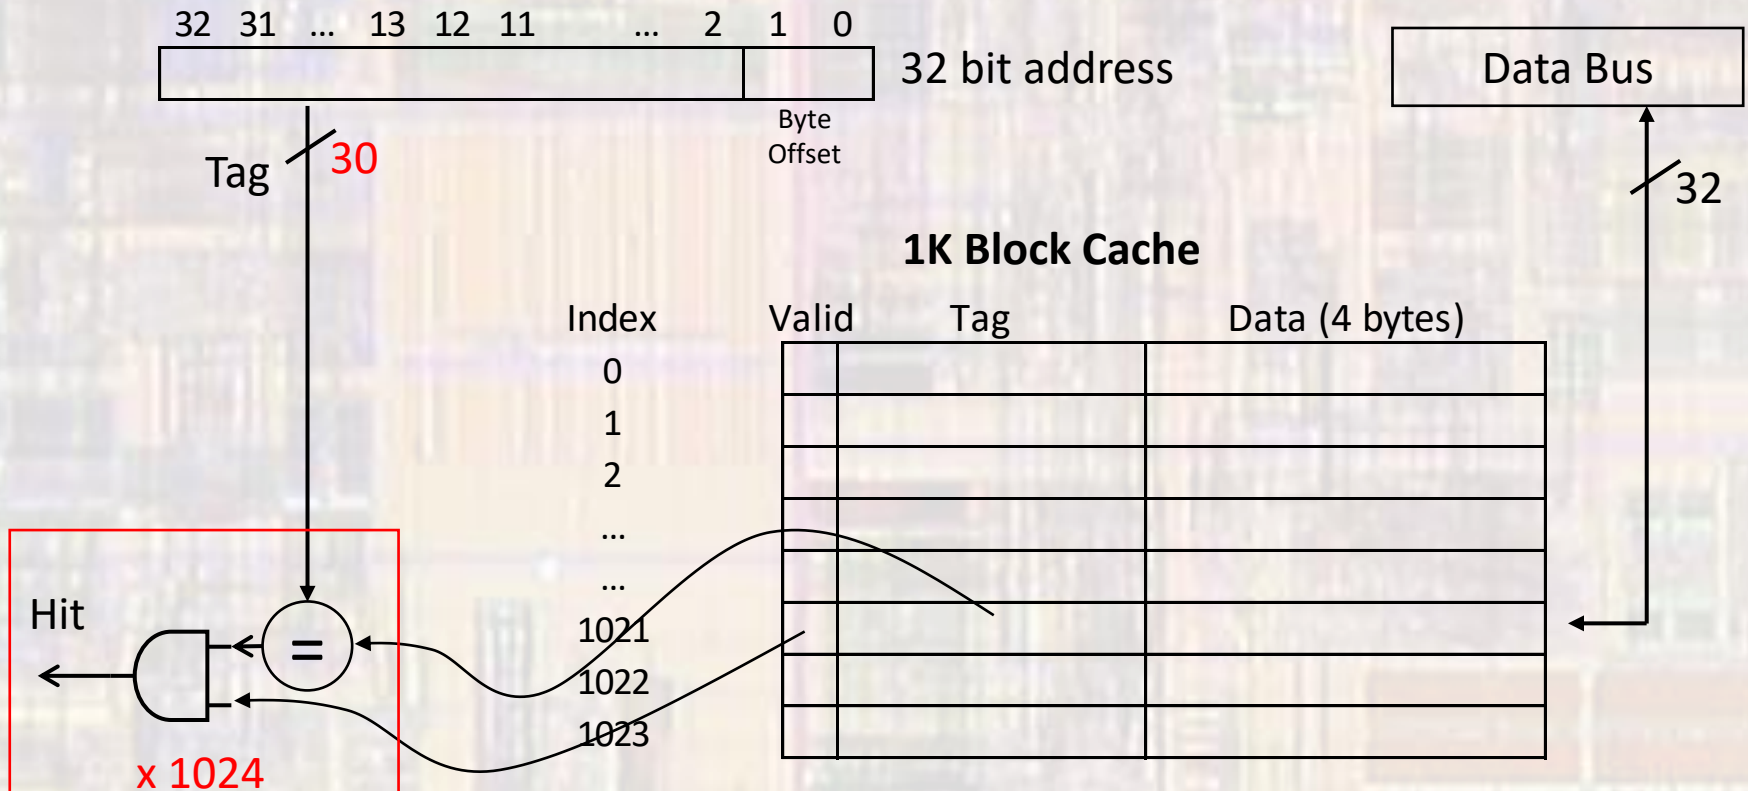 32 31 ... 13 12 11 ... 2 1 0
32 bit address
Data Bus
Byte
Offset
Tag
30
32
1K Block Cache
Index Valid Tag Data (4 bytes)
0
1
2
...
...
1021
1022
1023
Hit
=
x 1024